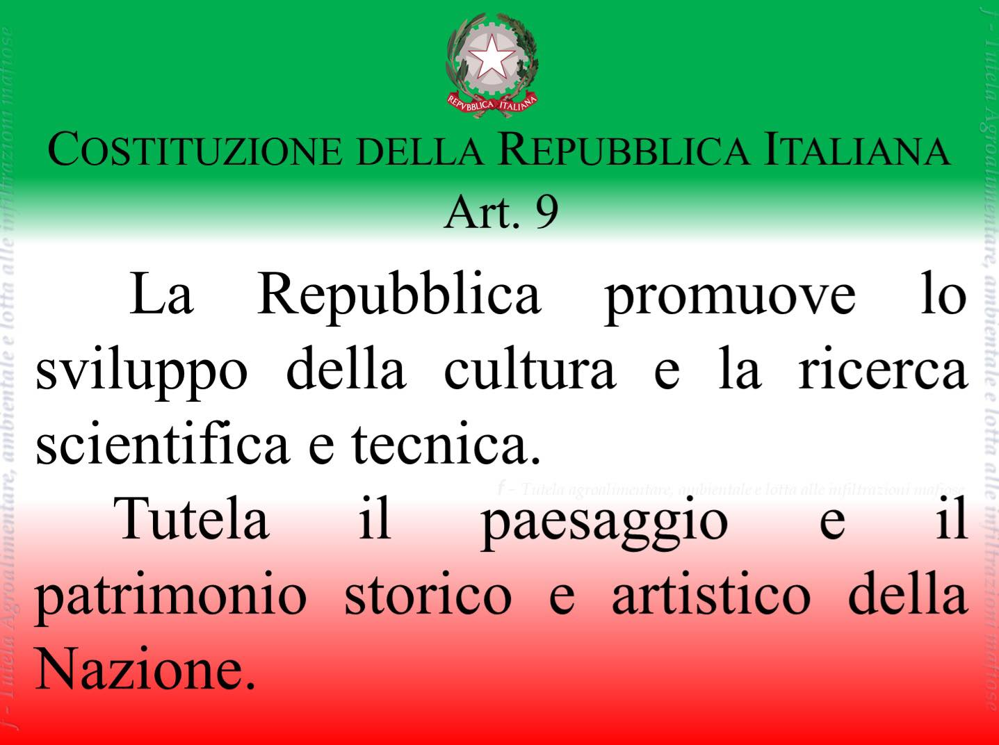 REPVBBLICA ITALIANA
COSTITUZIONE DELLA REPUBBLICA ITALIANA
Art. 9
La Repubblica promuove lo
sviluppo della cultura e la ricerca
scientifica e tecnica.
f - Tutela agroalimentare, ambientale e lotta alle infiltrazioni mafiose
Tutela il paesaggio e il
patrimonio storico e artistico della
Nazione.
f - Tutela Agroalimentare, ambientale e lotta alle infiltrazioni mafiose
f - Tutela Agroalimentare, ambientale e lotta alle infiltrazioni mafiose